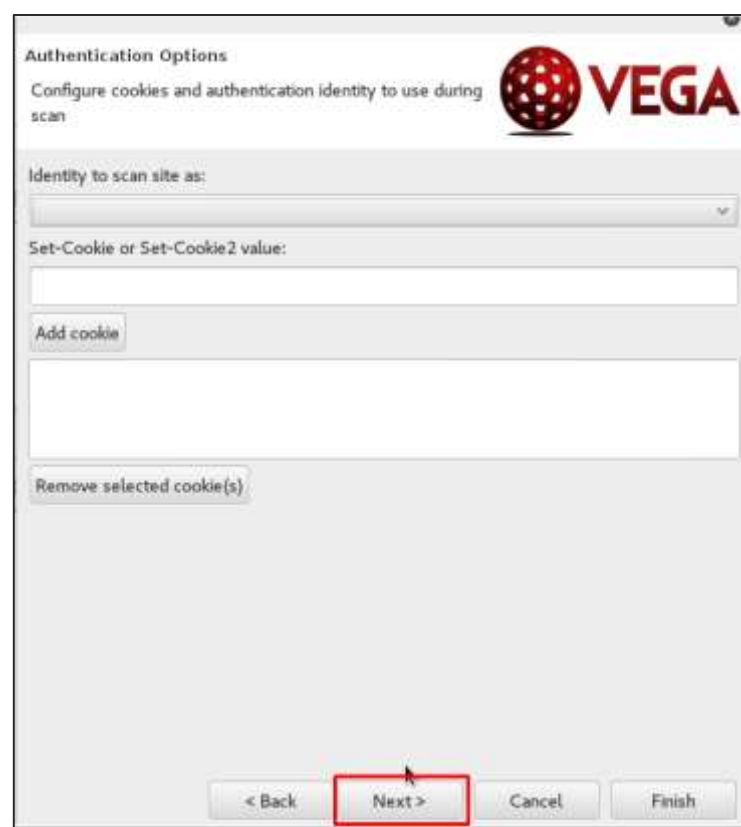 Authentication Options
Configure cookies and authentication identity to use during
scan
VEGA
Identity to scan site as:
Set-Cookie or Set-Cookie2 value:
Add cookie
Remove selected cookie(s)
< Back Next > Cancel Finish